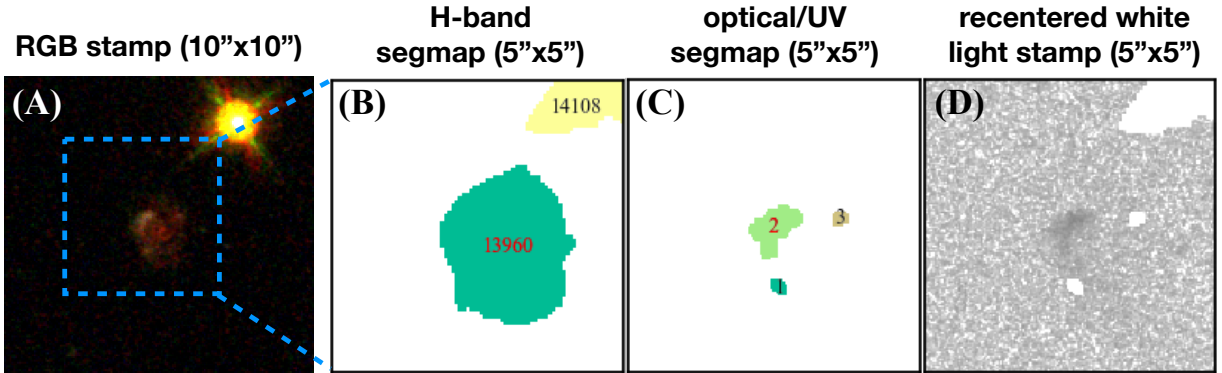 RGB stamp (10”x10”)
H-band
segmap (5”x5”)
optical/UV
segmap (5”x5”)
recentered white
light stamp (5”x5”)
(A)
(B)
14108
13960
(C)
2
3
1
(D)